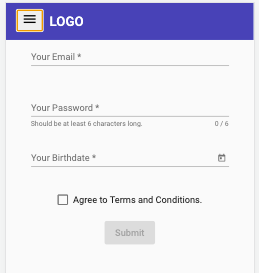 LOGO
Your Email *
Your Password *
Should be at least 6 characters long. 0 / 6
Your Birthdate *
Agree to Terms and Conditions.
Submit